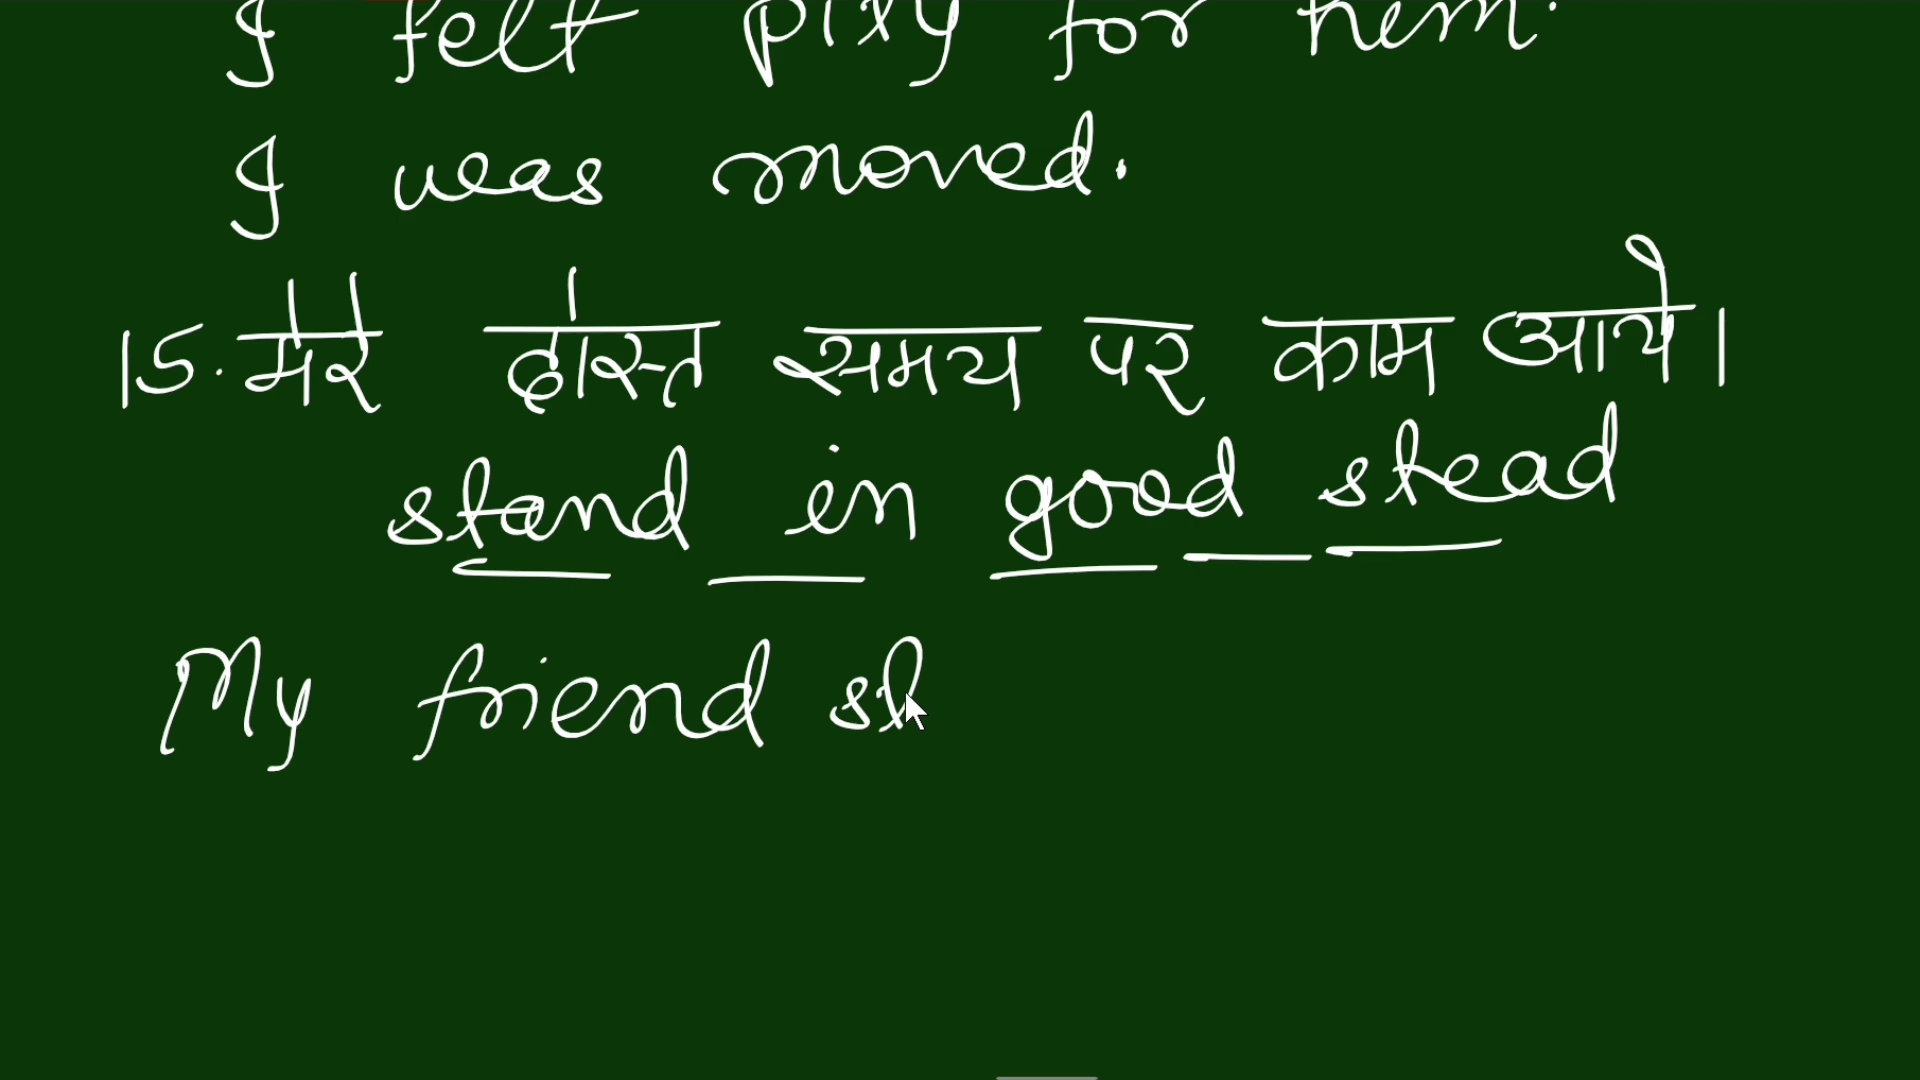 I felt pity for him.
I was moved.
15. मेरे दोस्त समय पर काम आये।
stand in good stead
My friend st